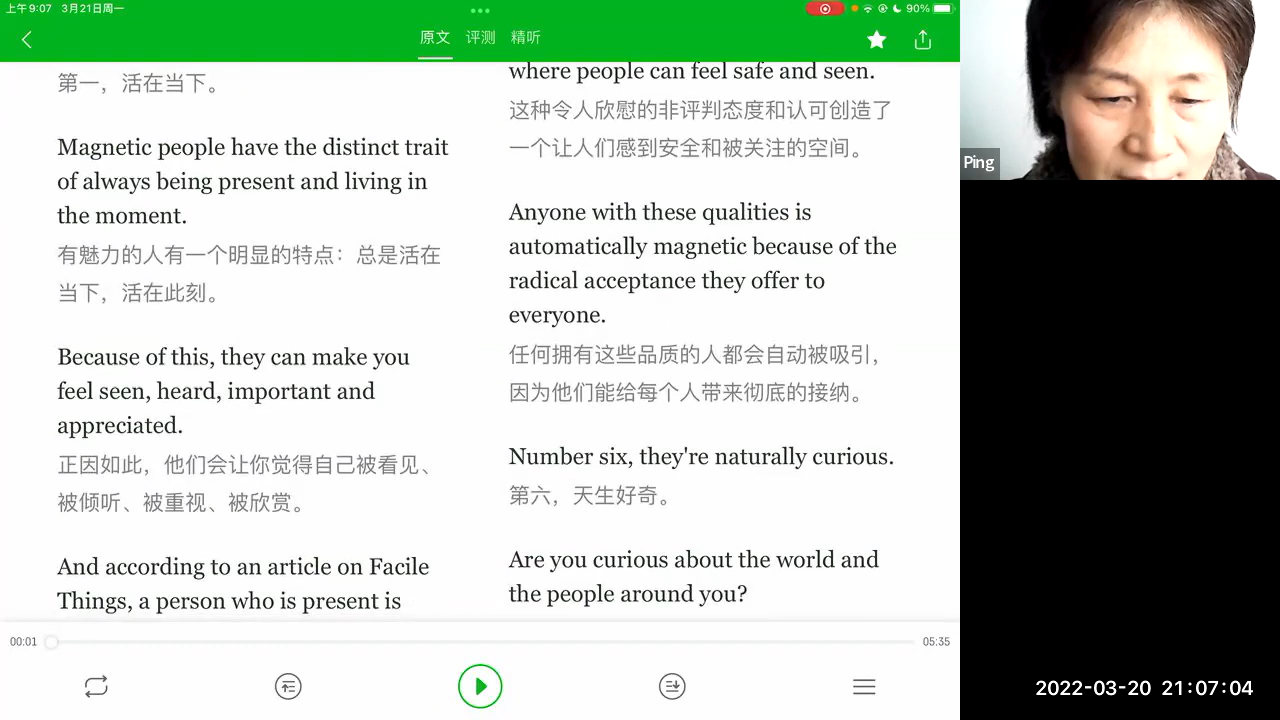 上午9:07 3月21日周一
90%
原文 评测 精听
第一，活在当下。
Magnetic people have the distinct trait
of always being present and living in
the moment.
有魅力的人有一个明显的特点：总是活在
当下，活在此刻。
Because of this, they can make you
feel seen, heard, important and
appreciated.
正因如此，他们会让你觉得自己被看见、
被倾听、被重视、被欣赏。
And according to an article on Facile
Things, a person who is present is
where people can feel safe and seen.
这种令人欣慰的非评判态度和认可创造了
一个让人们感到安全和被关注的空间。
Anyone with these qualities is
automatically magnetic because of the
radical acceptance they offer to
everyone.
任何拥有这些品质的人都会自动被吸引，
因为他们能给每个人带来彻底的接纳。
Number six, they're naturally curious.
第六，天生好奇。
Are you curious about the world and
the people around you?
00:01
05:35
Ping
2022-03-20 21:07:04